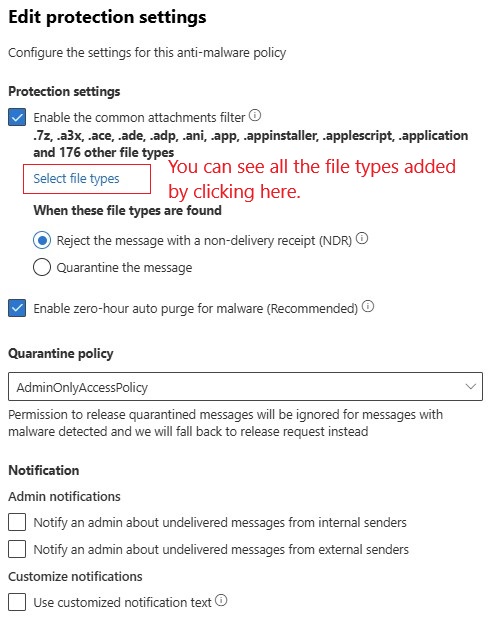 Edit protection settings
Configure the settings for this anti-malware policy
Protection settings
Enable the common attachments filter
.7z, .a3x, .ace, .ade, .adp, .ani, .app, .appinstaller, .applescript, .application
and 176 other file types
Select file types
You can see all the file types added
by clicking here.
When these file types are found
Reject the message with a non-delivery receipt (NDR)
Quarantine the message
Enable zero-hour auto purge for malware (Recommended)
Quarantine policy
AdminOnlyAccessPolicy
Permission to release quarantined messages will be ignored for messages with
malware detected and we will fall back to release request instead
Notification
Admin notifications
Notify an admin about undelivered messages from internal senders
Notify an admin about undelivered messages from external senders
Customize notifications
Use customized notification text